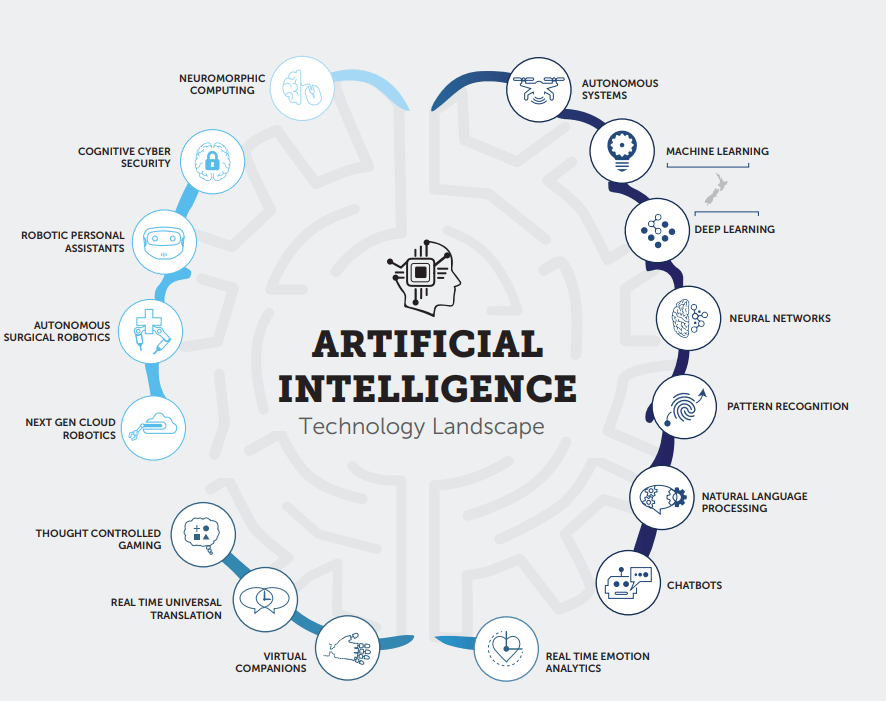 NEUROMORPHIC
COMPUTING
COGNITIVE CYBER
SECURITY
ROBOTIC PERSONAL
ASSISTANTS
AUTONOMOUS
SURGICAL ROBOTICS
NEXT GEN CLOUD
ROBOTICS
THOUGHT CONTROLLED
GAMING
REAL TIME UNIVERSAL
TRANSLATION
VIRTUAL
COMPANIONS
ARTIFICIAL
INTELLIGENCE
Technology Landscape
AUTONOMOUS
SYSTEMS
MACHINE LEARNING
DEEP LEARNING
NEURAL NETWORKS
PATTERN RECOGNITION
NATURAL LANGUAGE
PROCESSING
CHATBOTS
REAL TIME EMOTION
ANALYTICS